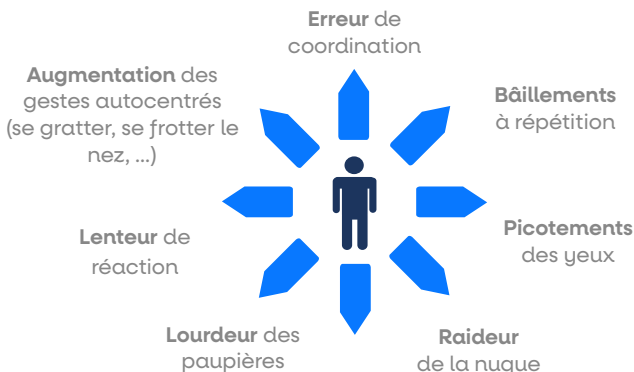 Erreur de
coordination
Augmentation des
gestes autocentrés
(se gratter, se frotter le
nez, ...)
Bâillements
à répétition
Lenteur de
réaction
Picotements
des yeux
Lourdeur des
paupières
Raideur
de la nuque